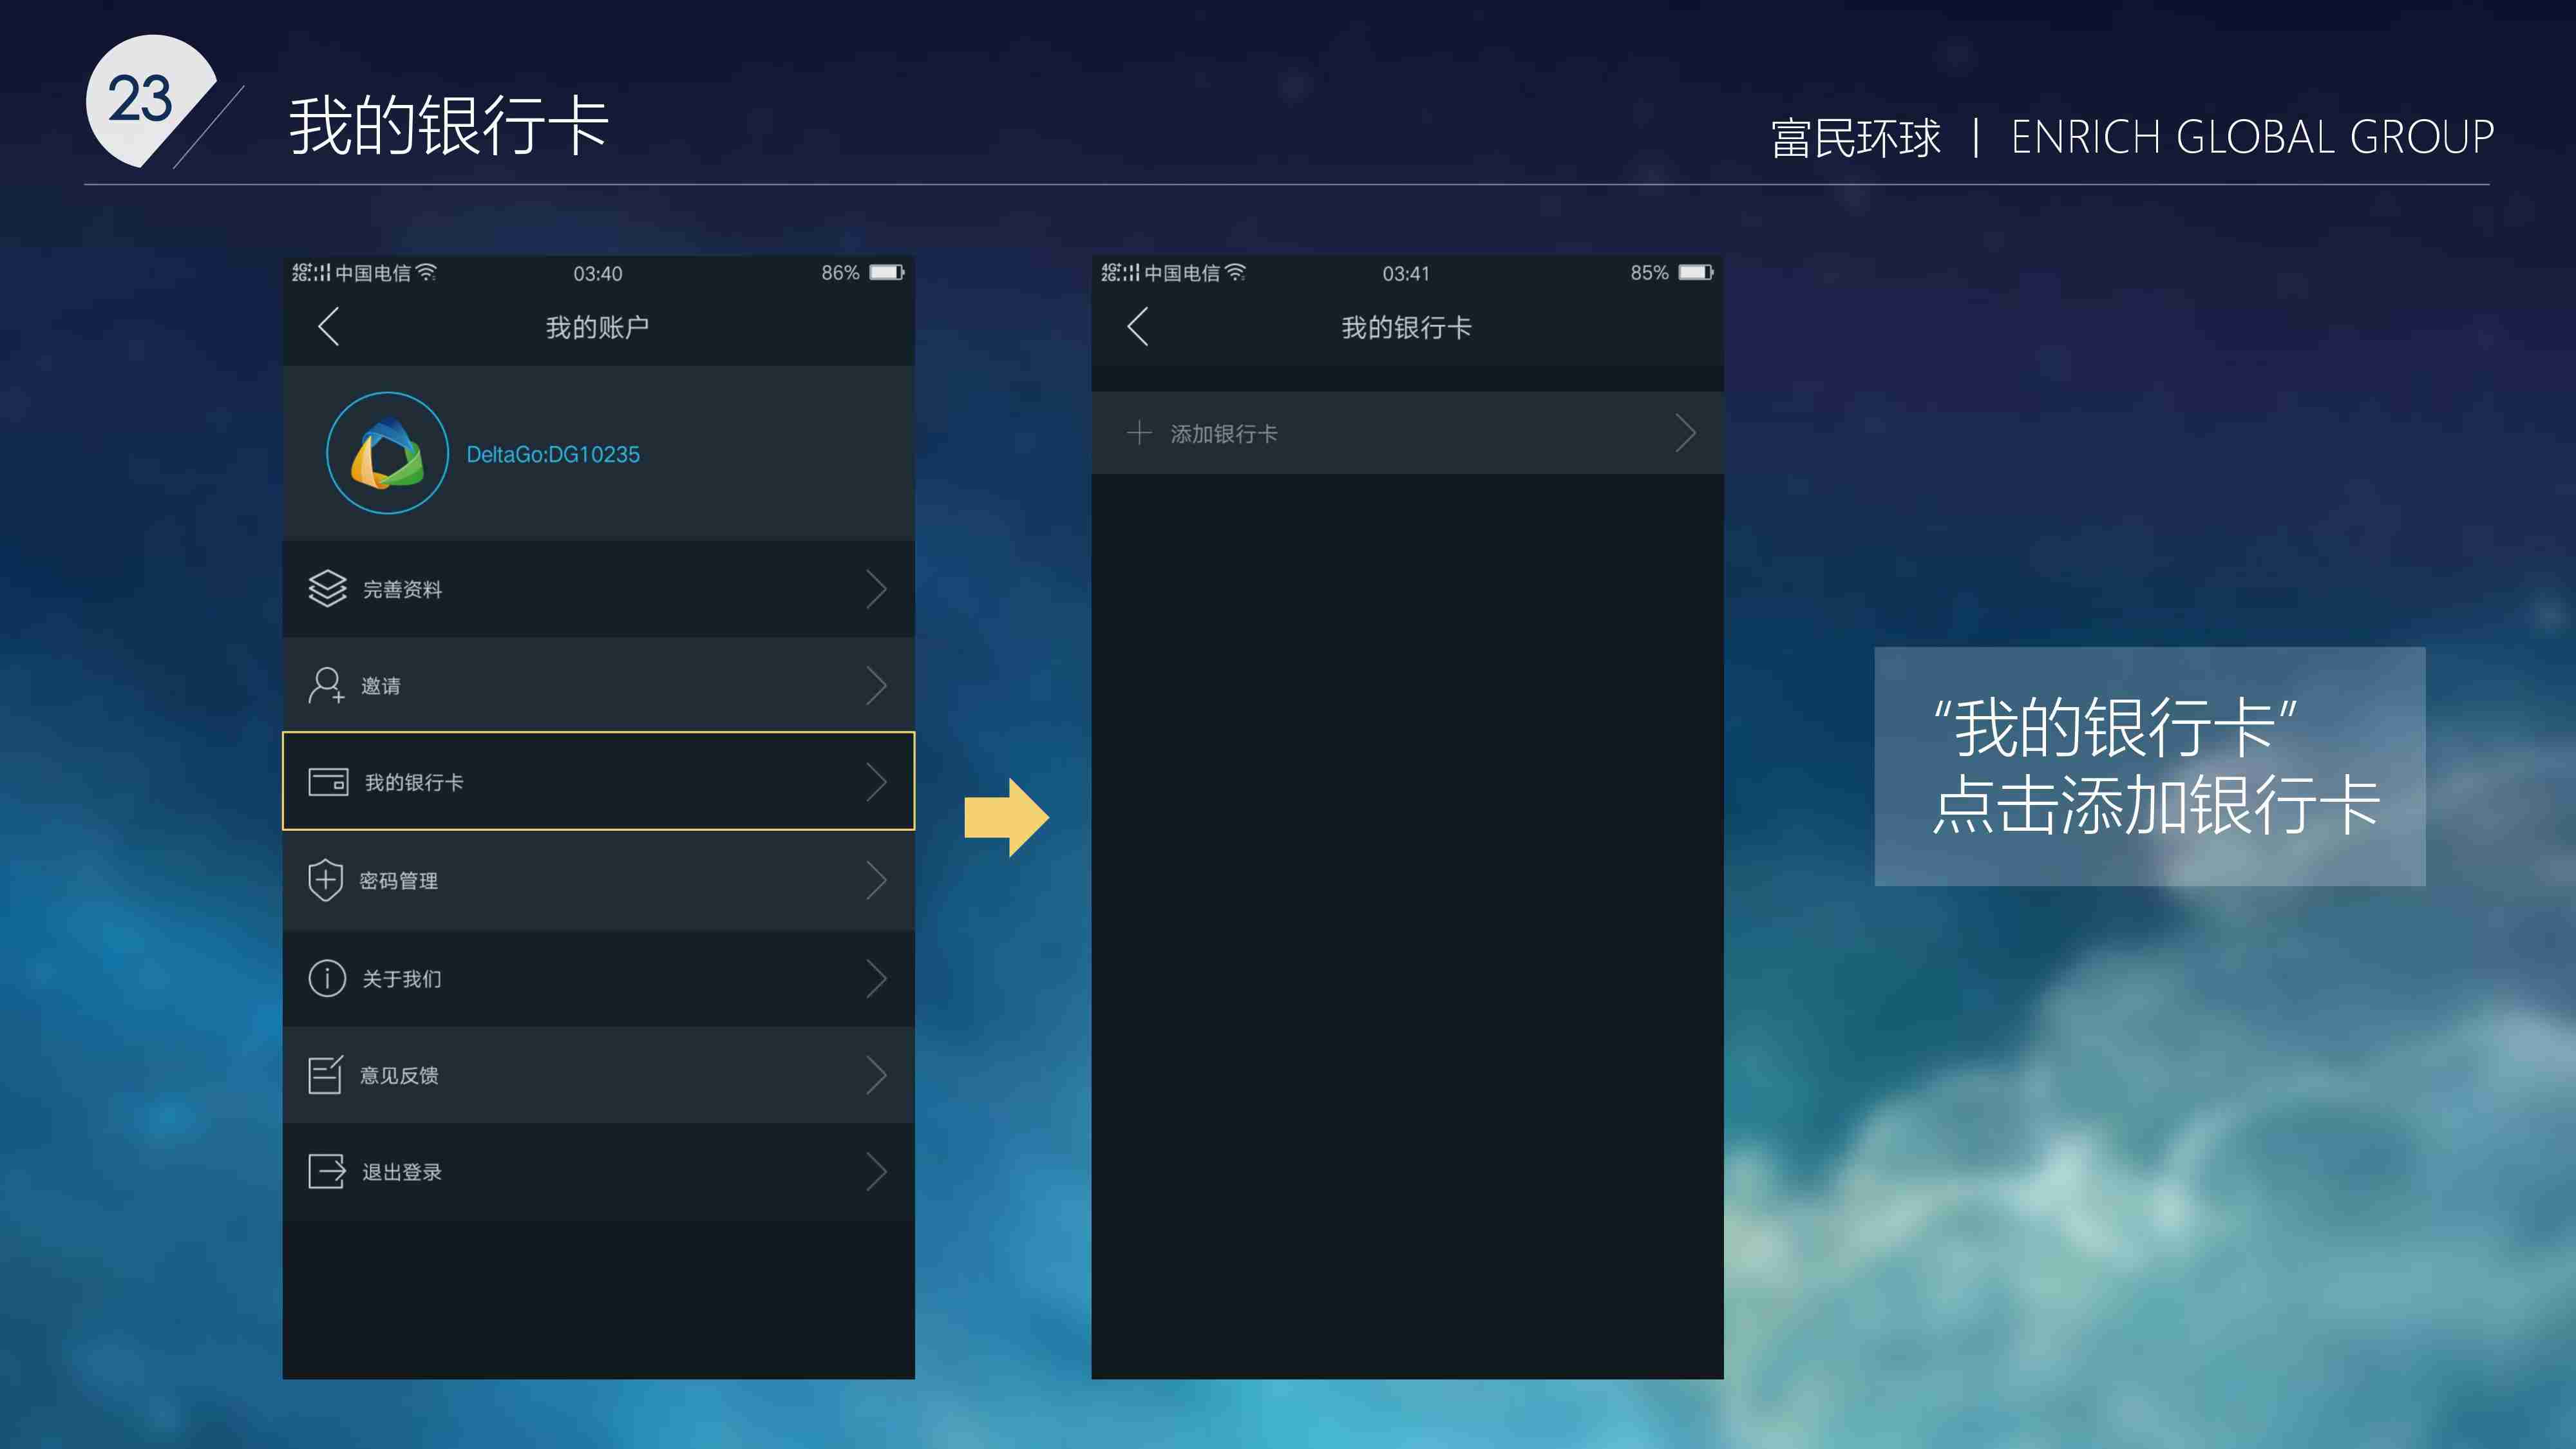 23
我的银行卡
富民环球 | ENRICH GLOBAL GROUP
4G+ 2G 中国电信 03:40 86%
我的账户
DeltaGo:DG10235
完善资料
邀请
我的银行卡
密码管理
关于我们
意见反馈
退出登录
4G+ 2G 中国电信 03:41 85%
我的银行卡
添加银行卡
“我的银行卡”
点击添加银行卡